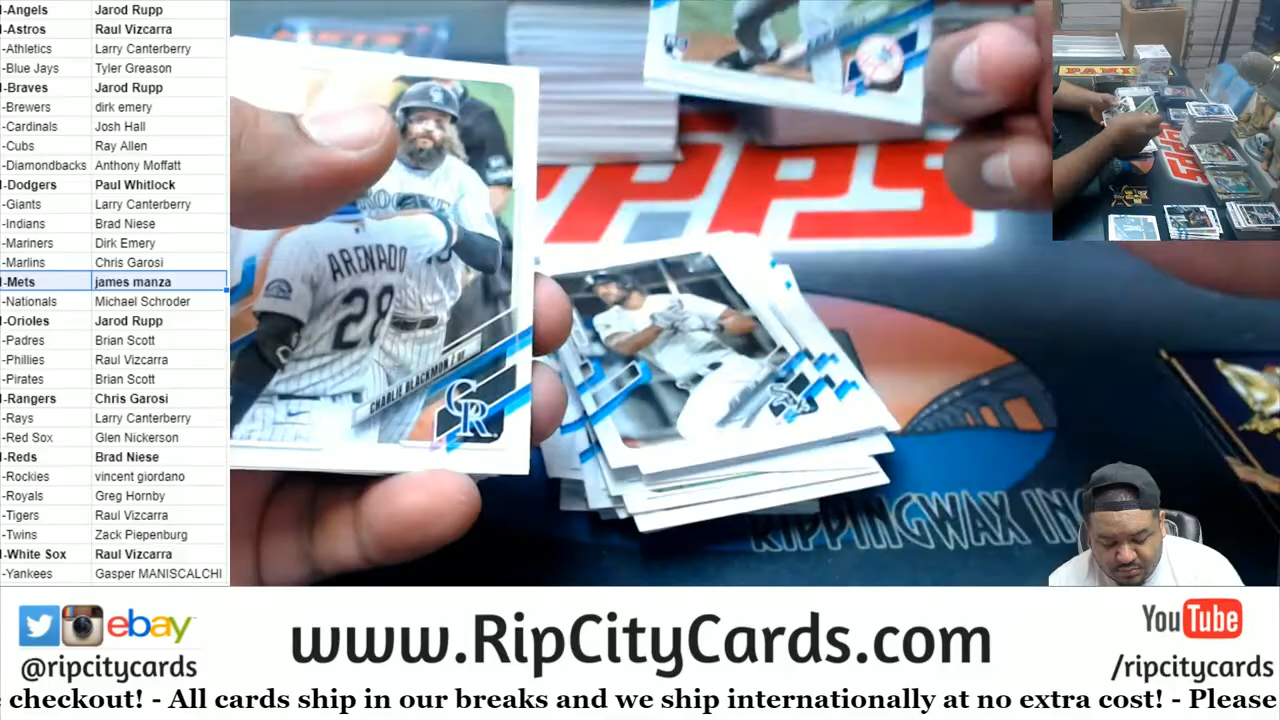 -Angels Jarod Rupp
-Astros Raul Vizcarra
-Athletics Larry Canterberry
-Blue Jays Tyler Greason
-Braves Jarod Rupp
-Brewers dirk emery
-Cardinals Josh Hall
-Cubs Ray Allen
-Diamondbacks Anthony Moffatt
-Dodgers Paul Whitlock
-Giants Larry Canterberry
-Indians Brad Niese
-Mariners Dirk Emery
-Marlins Chris Garosi
-Mets james manza
-Nationals Michael Schroder
-Orioles Jarod Rupp
-Padres Brian Scott
-Phillies Raul Vizcarra
-Pirates Brian Scott
-Rangers Chris Garosi
-Rays Larry Canterberry
-Red Sox Glen Nickerson
-Reds Brad Niese
-Rockies vincent giordano
-Royals Greg Hornby
-Tigers Raul Vizcarra
-Twins Zack Piepenburg
-White Sox Raul Vizcarra
-Yankees Gasper MANISCALCHI
ARENADO
28
CHARLIE BLACKMON
CR
PANINI
RIPPINGWAX INC
ebay
@ripcitycards
www.RipCityCards.com
YouTube
/ripcitycards
checkout! - All cards ship in our breaks and we ship internationally at no extra cost! - Please